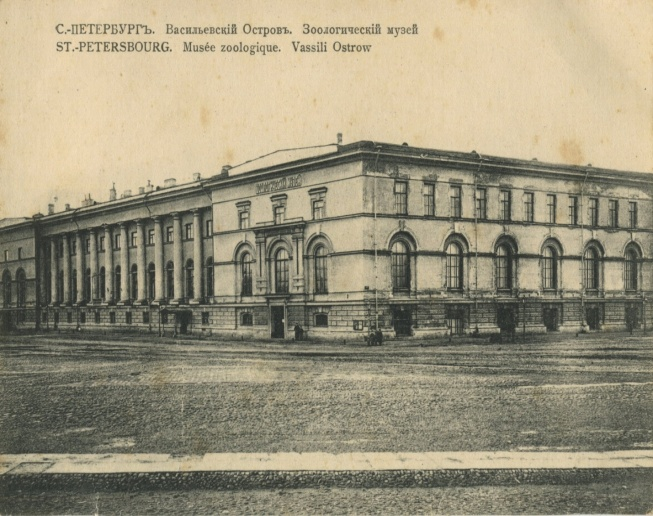 С.-ПЕТЕРБУРГЪ. Васильевскій Островъ. Зоологическій музей
ST.-PETERSBOURG. Musée zoologique. Vassili Ostrow